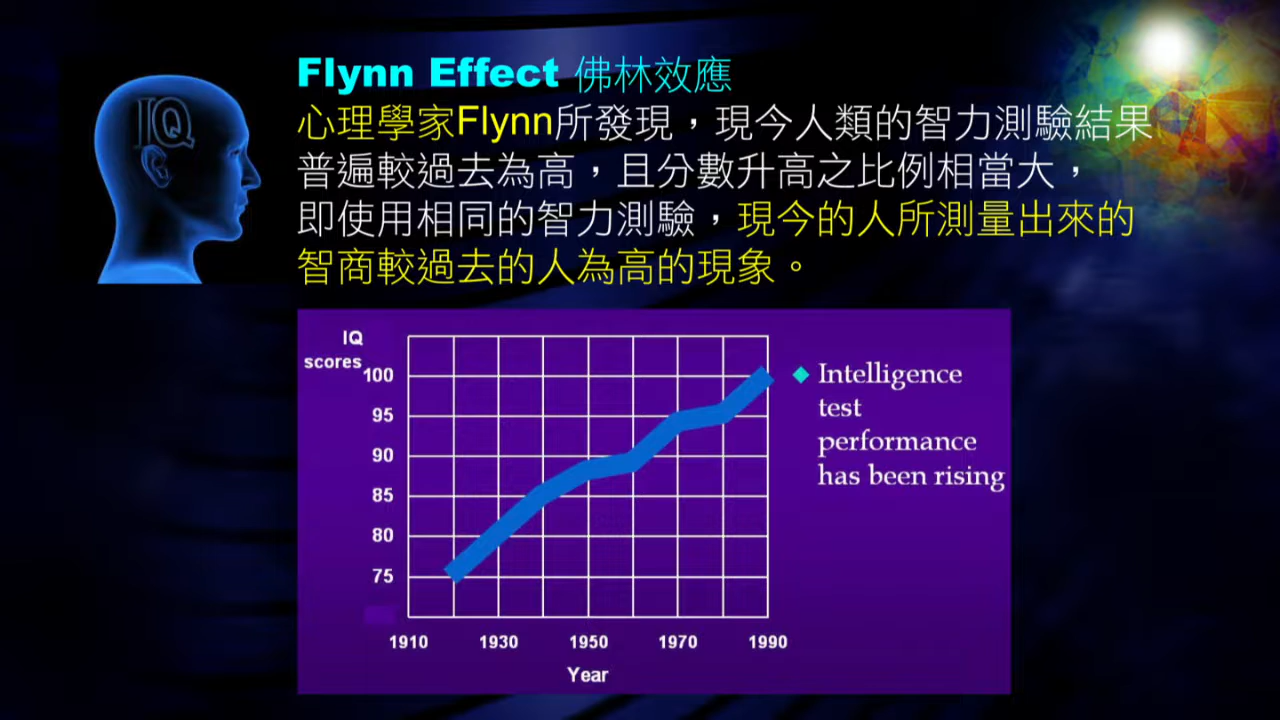 Flynn Effect 佛林效應
IQ
心理學家Flynn所發現，現今人類的智力測驗結果
普遍較過去為高，且分數升高之比例相當大，
即使用相同的智力測驗，現今的人所測量出來的
智商較過去的人為高的現象。
IQ
scores
100
95
90
85
80
75
1910 1930 1950 1970 1990
Year
Intelligence
test
performance
has been rising